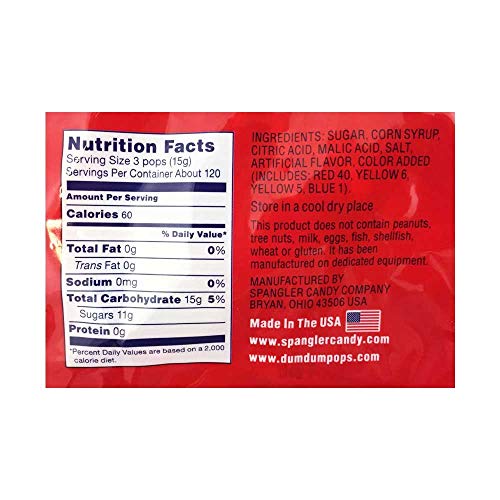 Nutrition Facts
Serving Size 3 pops (15g)
Servings Per Container About 120
Amount Per Serving
Calories 60
% Daily Value*
Total Fat 0g 0%
Trans Fat 0g
Sodium 0mg 0%
Total Carbohydrate 15g 5%
Sugars 11g
Protein 0g
*Percent Daily Values are based on a 2,000
calorie diet.
INGREDIENTS: SUGAR, CORN SYRUP,
CITRIC ACID, MALIC ACID, SALT,
ARTIFICIAL FLAVOR, COLOR ADDED
(INCLUDES: RED 40, YELLOW 6,
YELLOW 5, BLUE 1).
Store in a cool dry place
This product does not contain peanuts,
tree nuts, milk, eggs, fish, shellfish,
wheat or gluten. It has been
manufactured on dedicated equipment.
MANUFACTURED BY
SPANGLER CANDY COMPANY
BRYAN, OHIO 43506 USA
Made In The USA
www.spanglercandy.com
www.dumdumpops.com